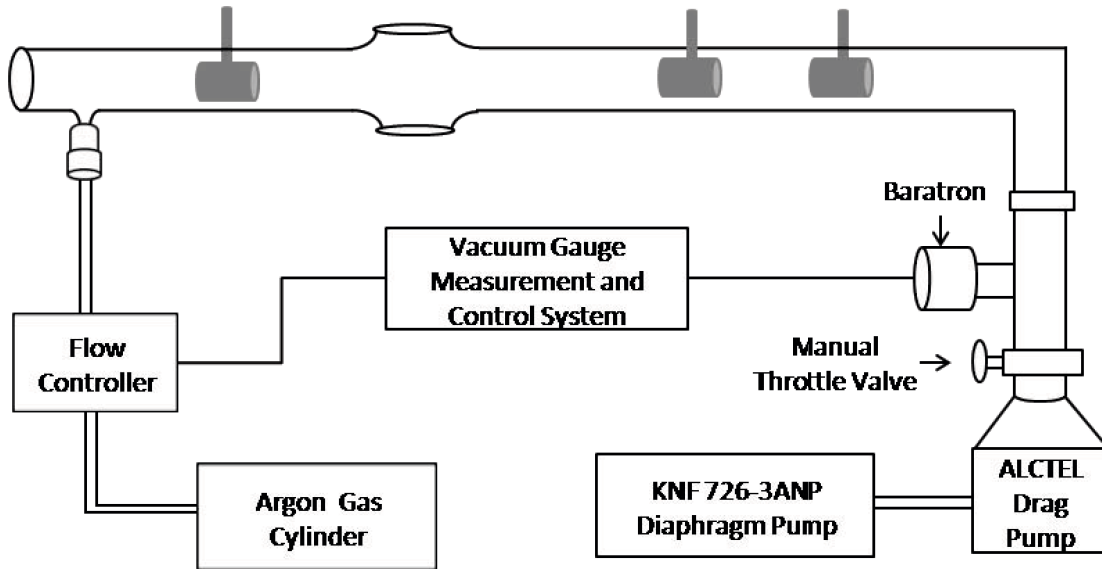 Baratron
Vacuum Gauge
Measurement and
Control System
Flow
Controller
Manual
Throttle Valve
Argon Gas
Cylinder
KNF 726-3ANP
Diaphragm Pump
ALCTEL
Drag
Pump